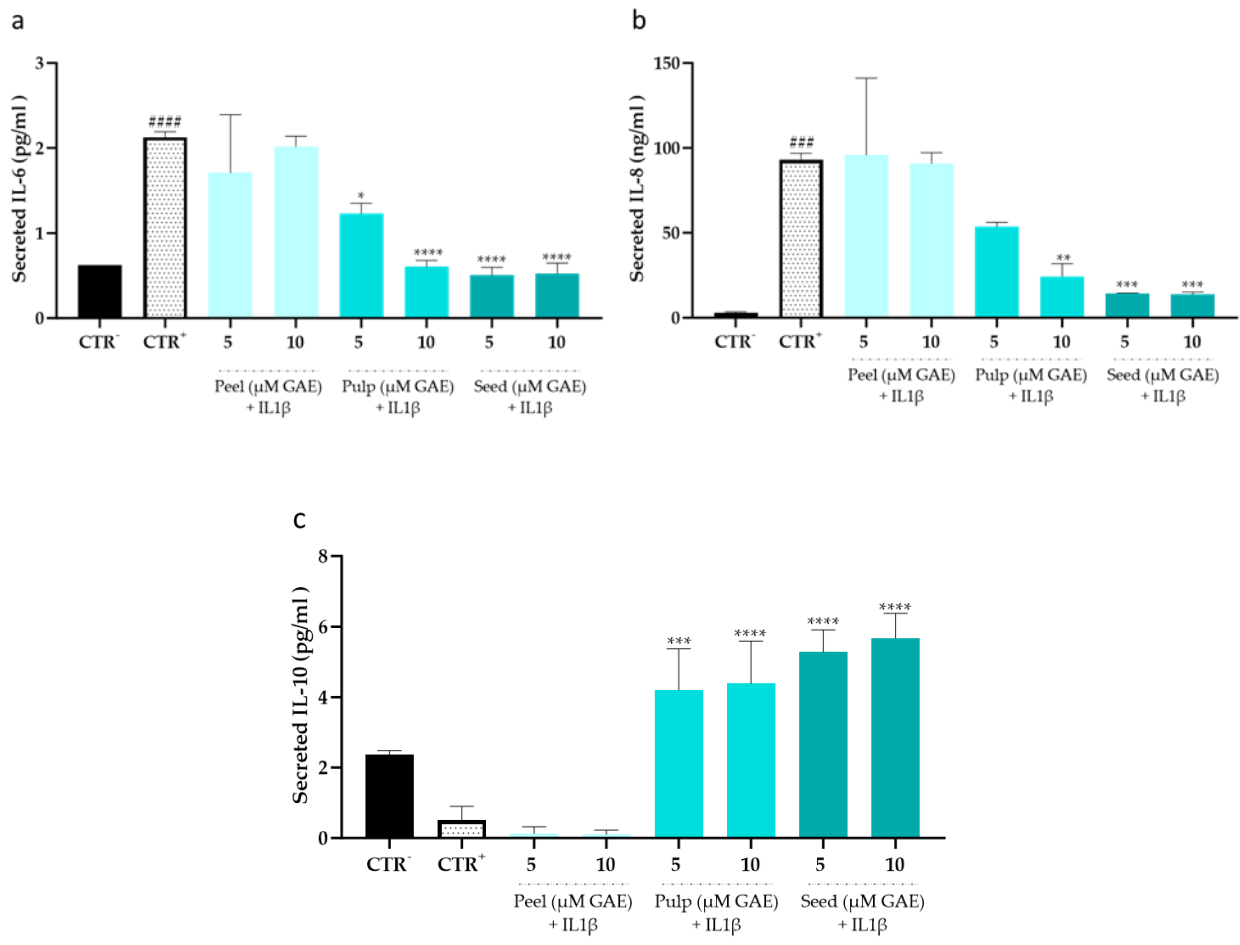 a
Secreted IL-6 (pg/ml )
3
2
1
0
####
*
****
****
****
CTR⁻ CTR⁺ 5 10 5 10 5 10
Peel (µM GAE) Pulp (µM GAE) Seed (µM GAE)
+ IL1β + IL1β + IL1β
b
Secreted IL-8 (ng/ml )
150
100
50
0
###
**
***
***
CTR⁻ CTR⁺ 5 10 5 10 5 10
Peel (µM GAE) Pulp (µM GAE) Seed (µM GAE)
+ IL1β + IL1β + IL1β
c
Secreted IL-10 (pg/ml )
8
6
4
2
0
***
****
****
****
CTR⁻ CTR⁺ 5 10 5 10 5 10
Peel (µM GAE) Pulp (µM GAE) Seed (µM GAE)
+ IL1β + IL1β + IL1β